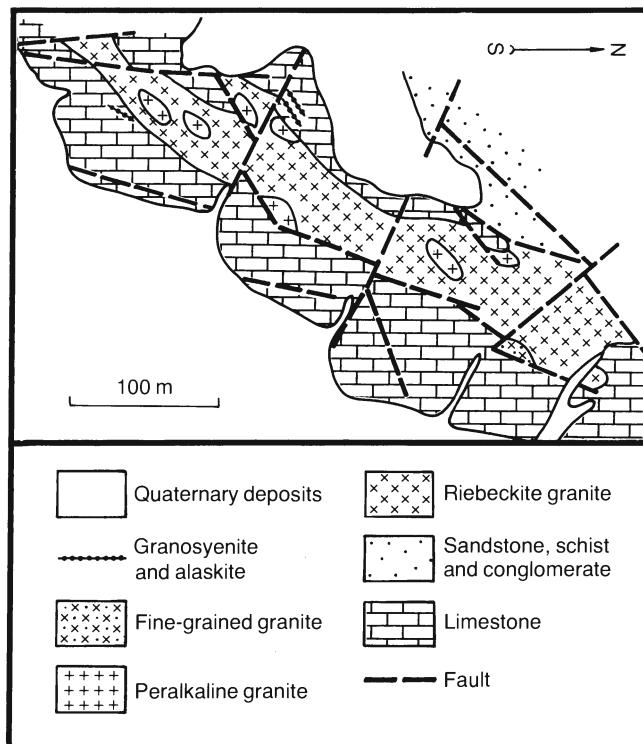 S N
100 m
Quaternary deposits
Granosyenite
and alaskite
Fine-grained granite
Peralkaline granite
Riebeckite granite
Sandstone, schist
and conglomerate
Limestone
Fault